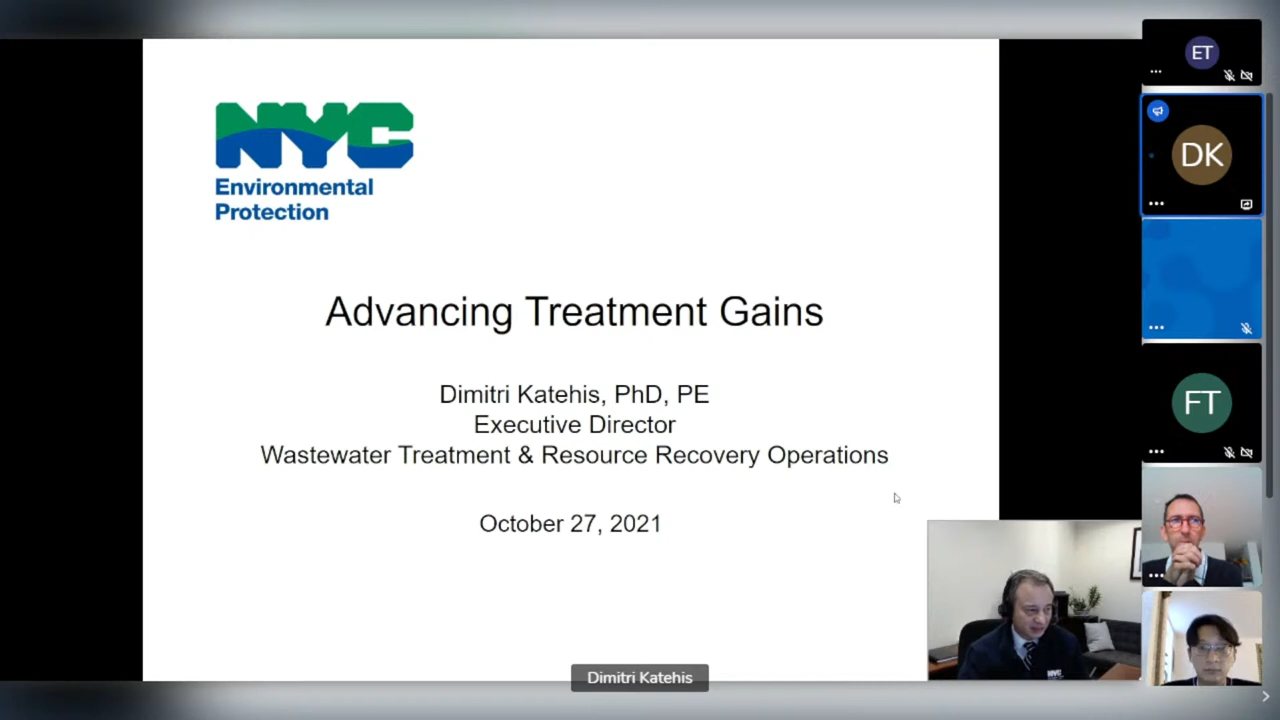 NYC
Environmental
Protection
Advancing Treatment Gains
Dimitri Katehis, PhD, PE
Executive Director
Wastewater Treatment & Resource Recovery Operations
October 27, 2021
NYC
Dimitri Katehis
ET
DK
FT